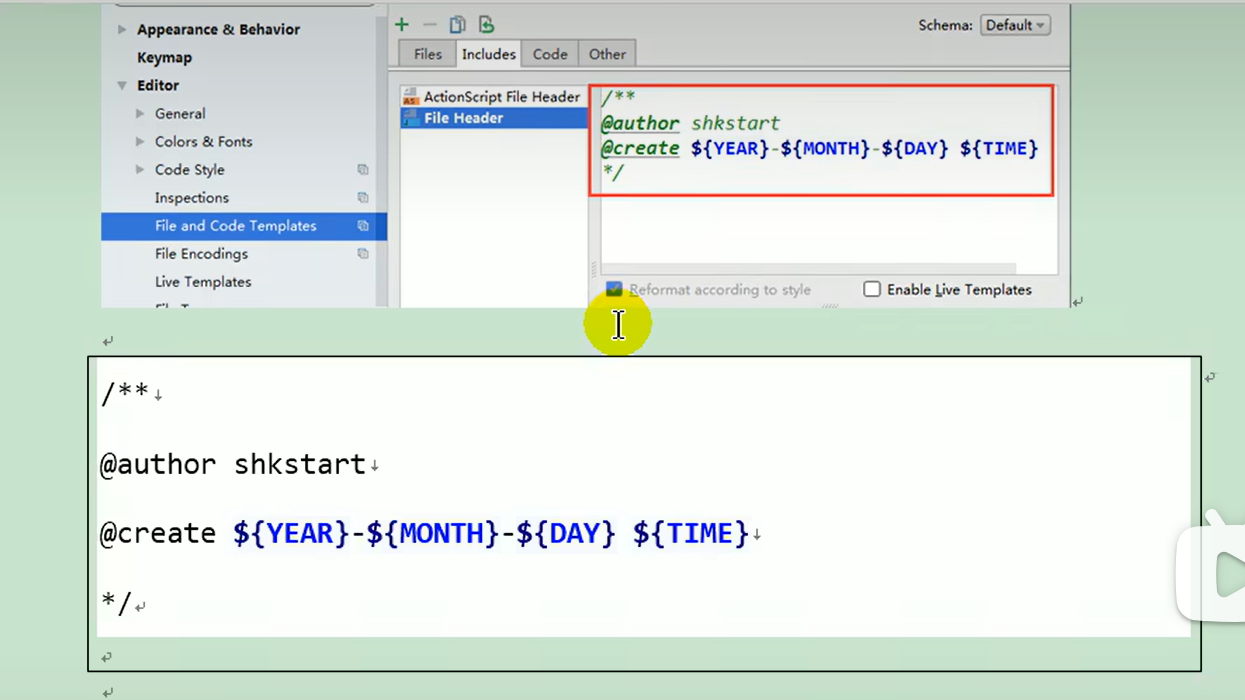 Appearance & Behavior
Keymap
Editor
General
Colors & Fonts
Code Style
Inspections
File and Code Templates
File Encodings
Live Templates
Schema: Default
Files Includes Code Other
ActionScript File Header
File Header
/**
@author shkstart
@create ${YEAR}-${MONTH}-${DAY} ${TIME}
*/
Reformat according to style
Enable Live Templates
/**
@author shkstart
@create ${YEAR}-${MONTH}-${DAY} ${TIME}
*/